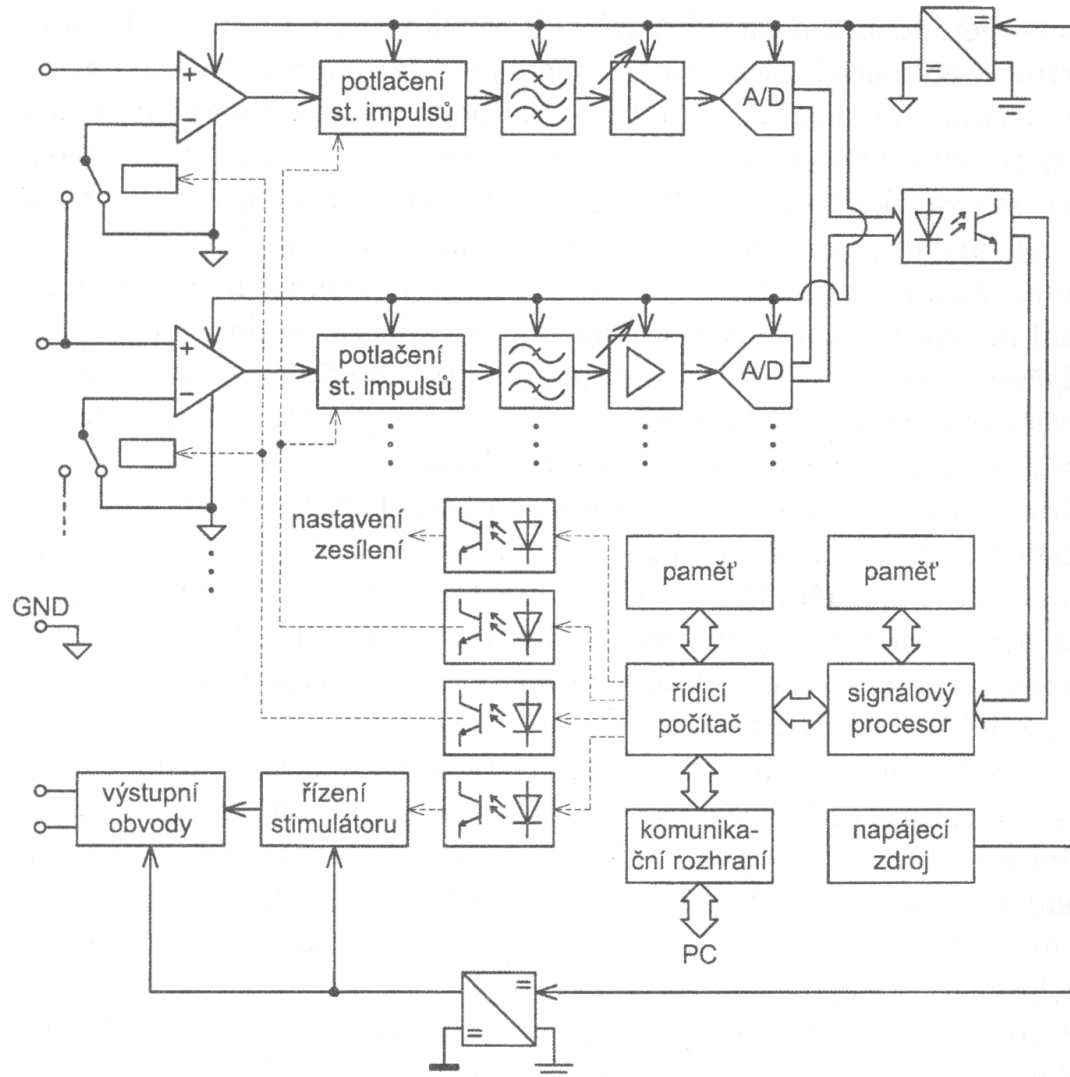 potlačení
st. impulsů
A/D
potlačení
st. impulsů
A/D
nastavení
zesílení
paměť
paměť
GND
řídicí
počítač
signálový
procesor
výstupní
obvody
řízení
stimulátoru
komunika-
ční rozhraní
napájecí
zdroj
PC